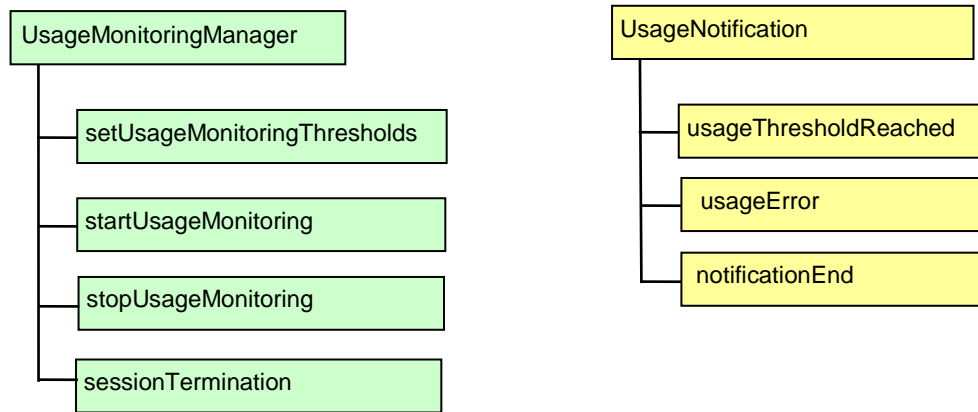 UsageMonitoringManager
setUsageMonitoringThresholds
startUsageMonitoring
stopUsageMonitoring
sessionTermination
UsageNotification
usageThresholdReached
usageError
notificationEnd